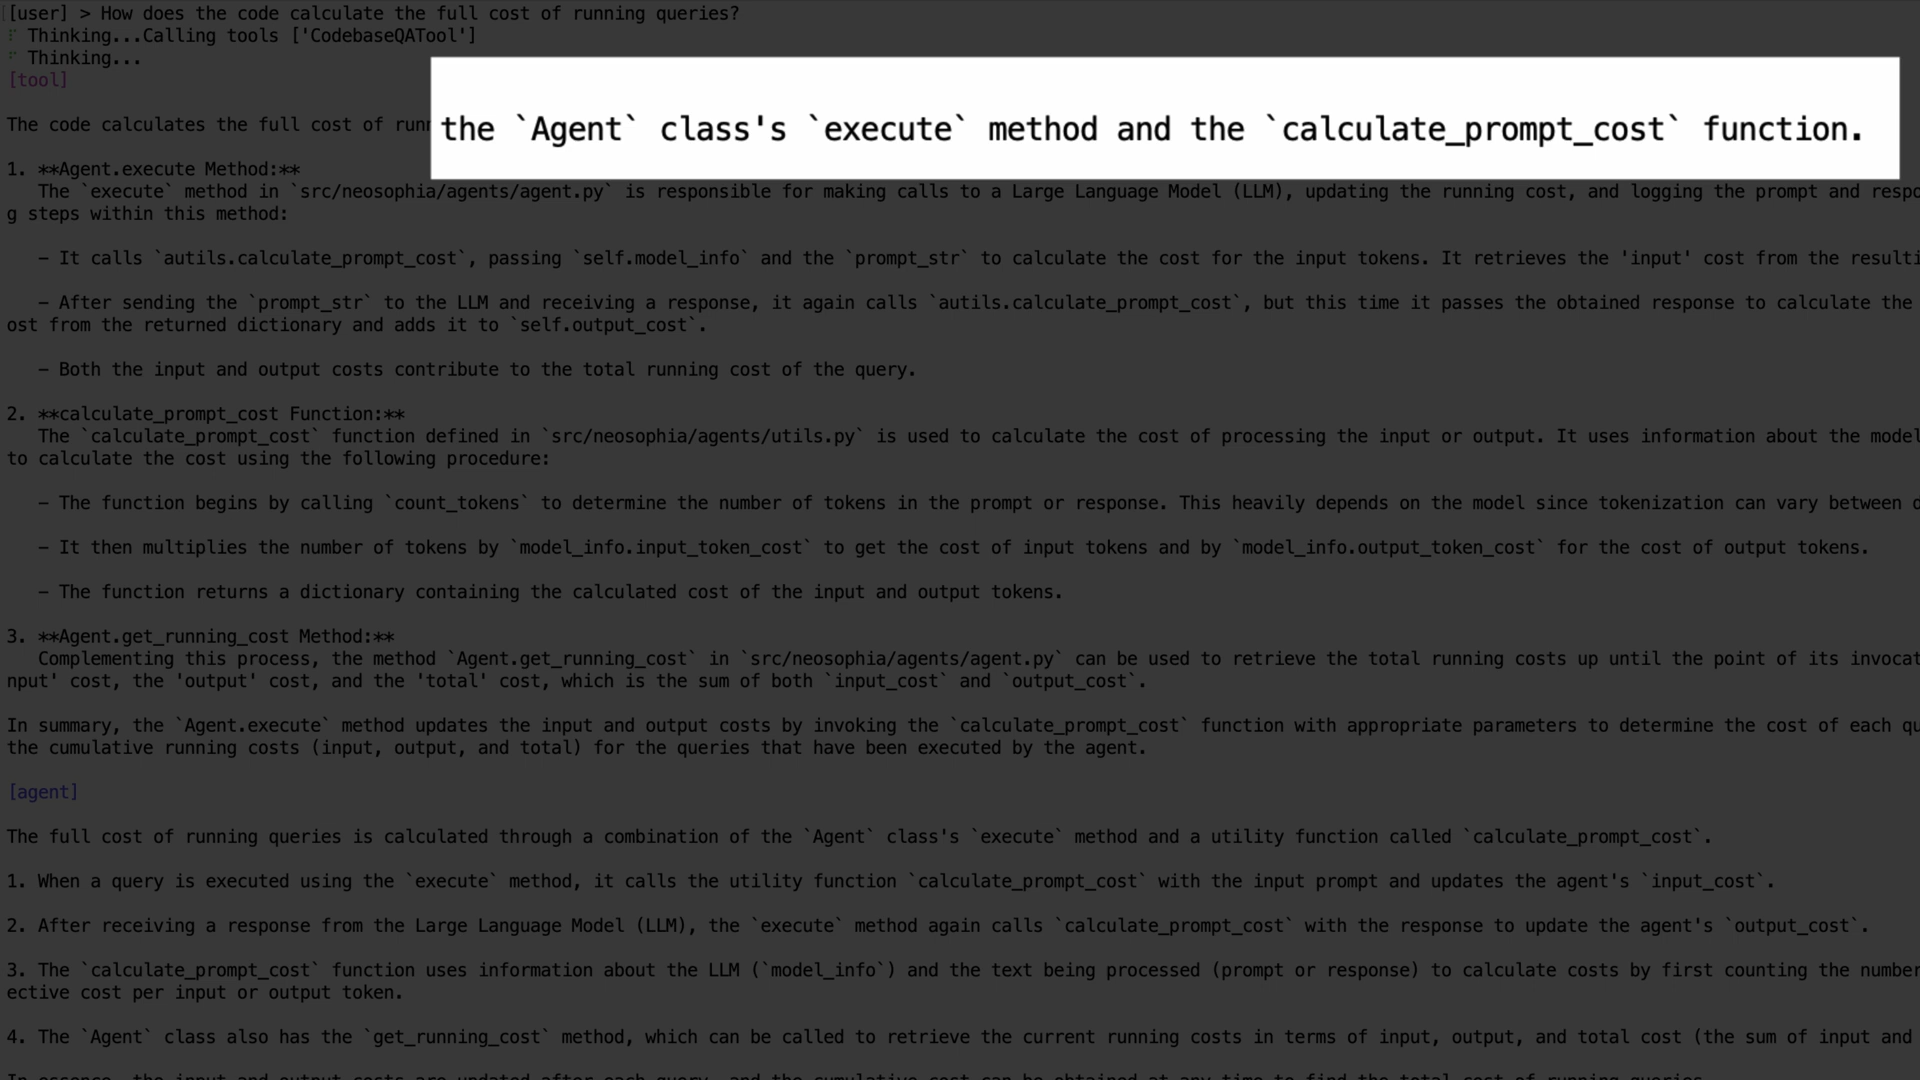 [user] > How does the code calculate the full cost of running queries?
Thinking...Calling tools ['CodebaseQATool']
Thinking...
[tool]
The code calculates the full cost of
the `Agent` class's `execute` method and the `calculate_prompt_cost` function.
1. **Agent.execute Method:**
The `execute` method in `src/neosophia/agents/agent.py` is responsible for making calls to a Large Language Model (LLM), updating the running cost, and logging the prompt and
g steps within this method:
– It calls `autils.calculate_prompt_cost`, passing `self.model_info` and the `prompt_str` to calculate the cost for the input tokens. It retrieves the 'input' cost from the
– After sending the `prompt_str` to the LLM and receiving a response, it again calls `autils.calculate_prompt_cost`, but this time it passes the obtained response to calculate the
ost from the returned dictionary and adds it to `self.output_cost`.
– Both the input and output costs contribute to the total running cost of the query.
2. **calculate_prompt_cost Function:**
The `calculate_prompt_cost` function defined in `src/neosophia/agents/utils.py` is used to calculate the cost of processing the input or output. It uses information about the model
to calculate the cost using the following procedure:
– The function begins by calling `count_tokens` to determine the number of tokens in the prompt or response. This heavily depends on the model since tokenization can vary between
– It then multiplies the number of tokens by `model_info.input_token_cost` to get the cost of input tokens and by `model_info.output_token_cost` for the cost of output tokens.
– The function returns a dictionary containing the calculated cost of the input and output tokens.
3. **Agent.get_running_cost Method:**
Complementing this process, the method `Agent.get_running_cost` in `src/neosophia/agents/agent.py` can be used to retrieve the total running costs up until the point of its
nput' cost, the 'output' cost, and the 'total' cost, which is the sum of both `input_cost` and `output_cost`.
In summary, the `Agent.execute` method updates the input and output costs by invoking the `calculate_prompt_cost` function with appropriate parameters to determine the cost of each
the cumulative running costs (input, output, and total) for the queries that have been executed by the agent.
[agent]
The full cost of running queries is calculated through a combination of the `Agent` class's `execute` method and a utility function called `calculate_prompt_cost`.
1. When a query is executed using the `execute` method, it calls the utility function `calculate_prompt_cost` with the input prompt and updates the agent's `input_cost`.
2. After receiving a response from the Large Language Model (LLM), the `execute` method again calls `calculate_prompt_cost` with the response to update the agent's `output_cost`.
3. The `calculate_prompt_cost` function uses information about the LLM (`model_info`) and the text being processed (prompt or response) to calculate costs by first counting the number
ective cost per input or output token.
4. The `Agent` class also has the `get_running_cost` method, which can be called to retrieve the current running costs in terms of input, output, and total cost (the sum of input and